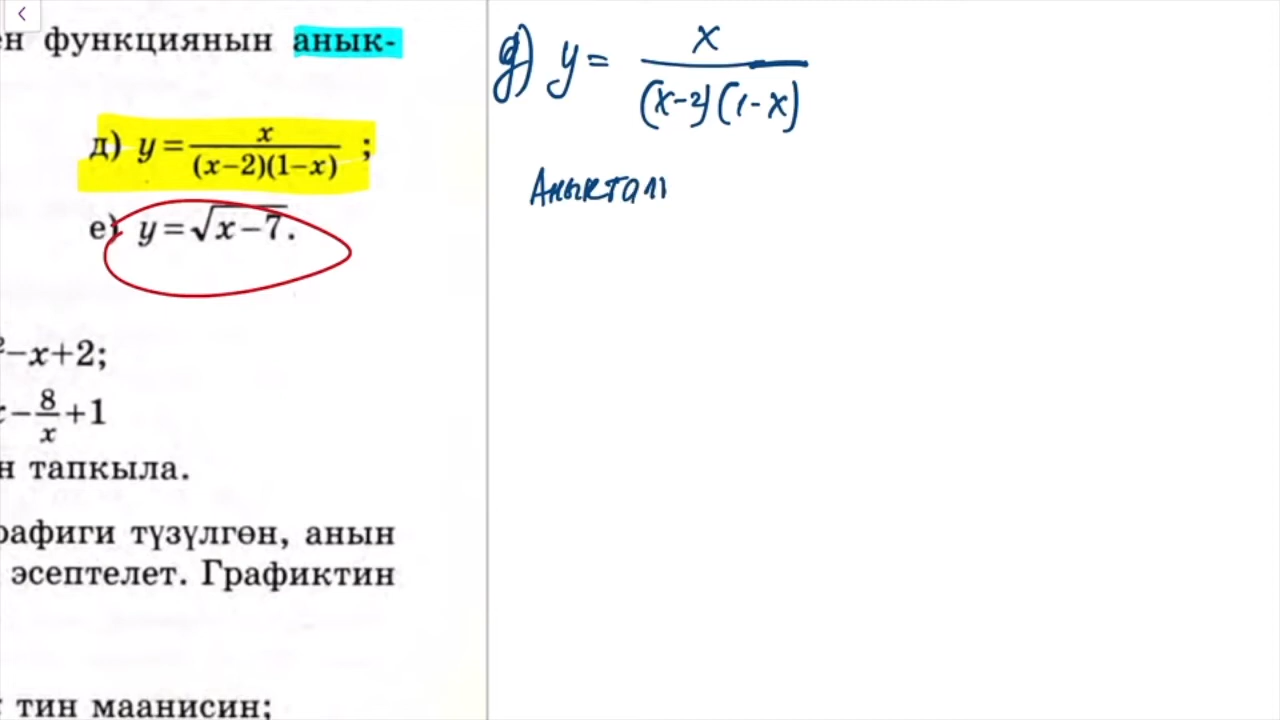 ен функциянын анык-
д) y = x / (x−2)(1−x) ;
е) y = √x−7.
²−x+2;
−8/x+1
н тапкыла.
рафиги түзүлгөн, анын
эсептелет. Графиктин
тин маанисин;
д) y = x / (x−2)(1−x)
Аныктал